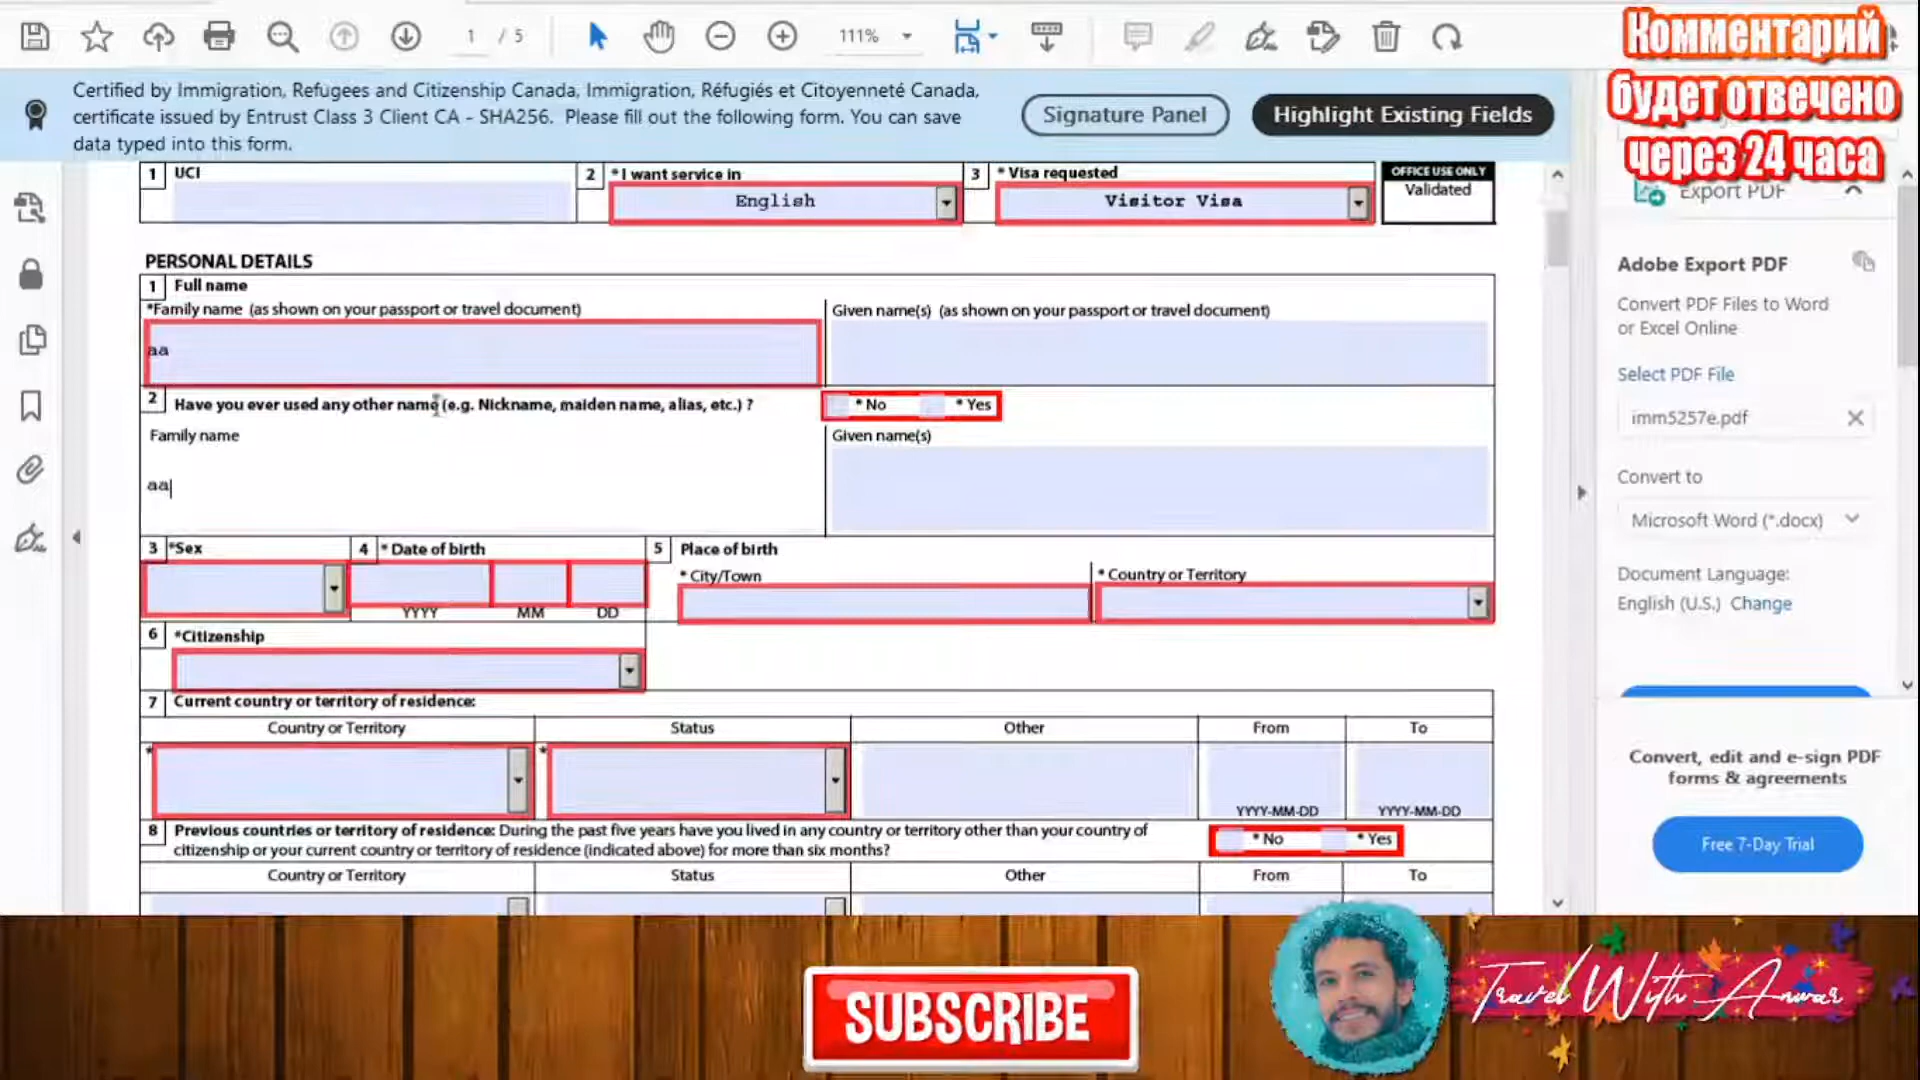 1 / 5
111%
Комментарий
будет отвечено
через 24 часа
Certified by Immigration, Refugees and Citizenship Canada, Immigration, Réfugiés et Citoyenneté Canada,
certificate issued by Entrust Class 3 Client CA - SHA256. Please fill out the following form. You can save
data typed into this form.
Signature Panel
Highlight Existing Fields
1 UCI
2 * I want service in
English
3 * Visa requested
Visitor Visa
OFFICE USE ONLY
Validated
PERSONAL DETAILS
1 Full name
*Family name (as shown on your passport or travel document)
Given name(s) (as shown on your passport or travel document)
aa
2 Have you ever used any other name (e.g. Nickname, maiden name, alias, etc.) ?
* No * Yes
Family name
Given name(s)
aa
3 *Sex
4 * Date of birth
YYYY MM DD
5 Place of birth
* City/Town
* Country or Territory
6 *Citizenship
7 Current country or territory of residence:
Country or Territory Status Other From To
* *
YYYY-MM-DD YYYY-MM-DD
8 Previous countries or territory of residence: During the past five years have you lived in any country or territory other than your country of
citizenship or your current country or territory of residence (indicated above) for more than six months?
* No * Yes
Country or Territory Status Other From To
Export PDF
Adobe Export PDF
Convert PDF Files to Word
or Excel Online
Select PDF File
imm5257e.pdf
Convert to
Microsoft Word (*.docx)
Document Language:
English (U.S.) Change
Convert, edit and e-sign PDF
forms & agreements
Free 7-Day Trial
SUBSCRIBE
Travel With Anwar